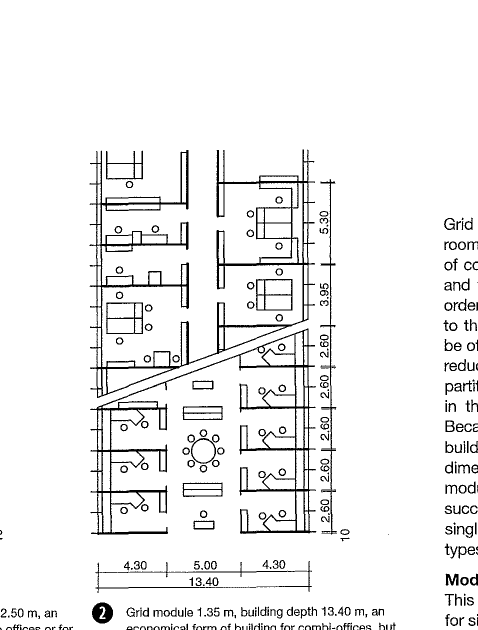 5.30
3.95
2.60
2.60
2.60
2.60
2.60
10
4.30 5.00 4.30
13.40
2.50 m, an
offices or for
2 Grid module 1.35 m, building depth 13.40 m, an
economical form of building for combi-offices, but
Grid
room
of co
and
order
to th
be of
redu
parti
in th
Beca
build
dime
modu
succ
singl
types
Mod
This
for si